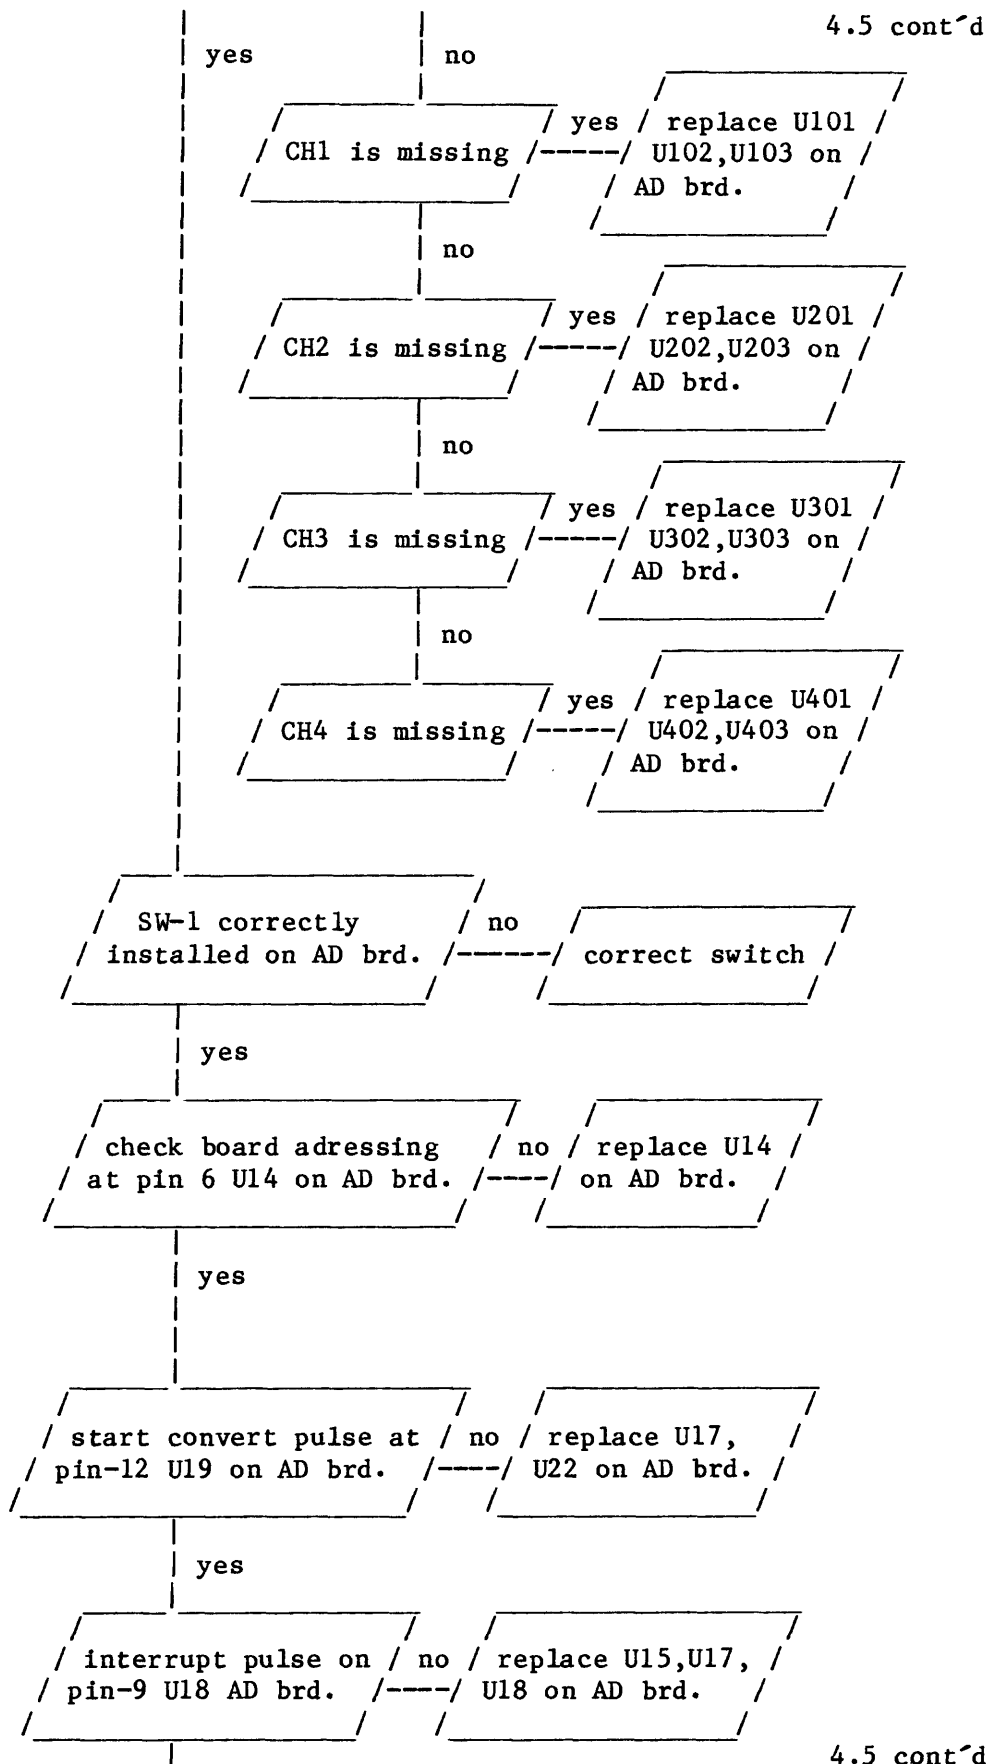 4.5 cont´d
yes
no
CH1 is missing
yes
replace U101
U102,U103 on
AD brd.
no
CH2 is missing
yes
replace U201
U202,U203 on
AD brd.
no
CH3 is missing
yes
replace U301
U302,U303 on
AD brd.
no
CH4 is missing
yes
replace U401
U402,U403 on
AD brd.
SW-1 correctly
installed on AD brd.
no
correct switch
yes
check board adressing
at pin 6 U14 on AD brd.
no
replace U14
on AD brd.
yes
start convert pulse at
pin-12 U19 on AD brd.
no
replace U17,
U22 on AD brd.
yes
interrupt pulse on
pin-9 U18 AD brd.
no
replace U15,U17,
U18 on AD brd.
4.5 cont´d